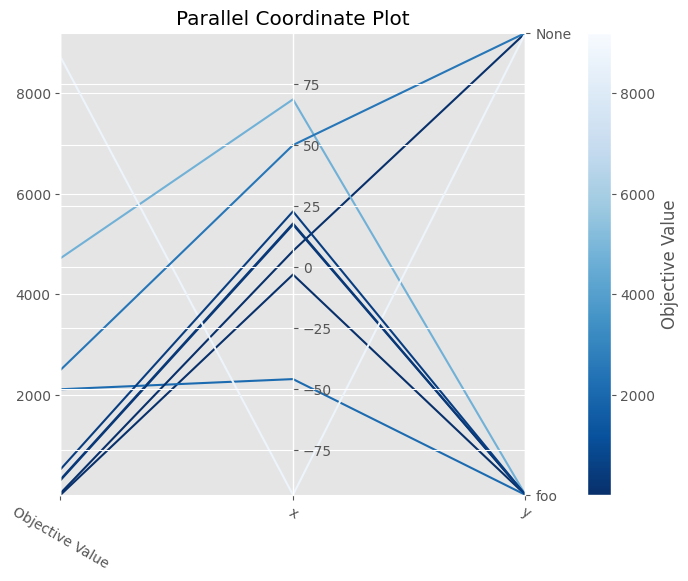 Parallel Coordinate Plot
8000
6000
4000
2000
75
50
25
0
−25
−50
−75
None
foo
8000
6000
4000
2000
Objective Value
Objective Value
x
y